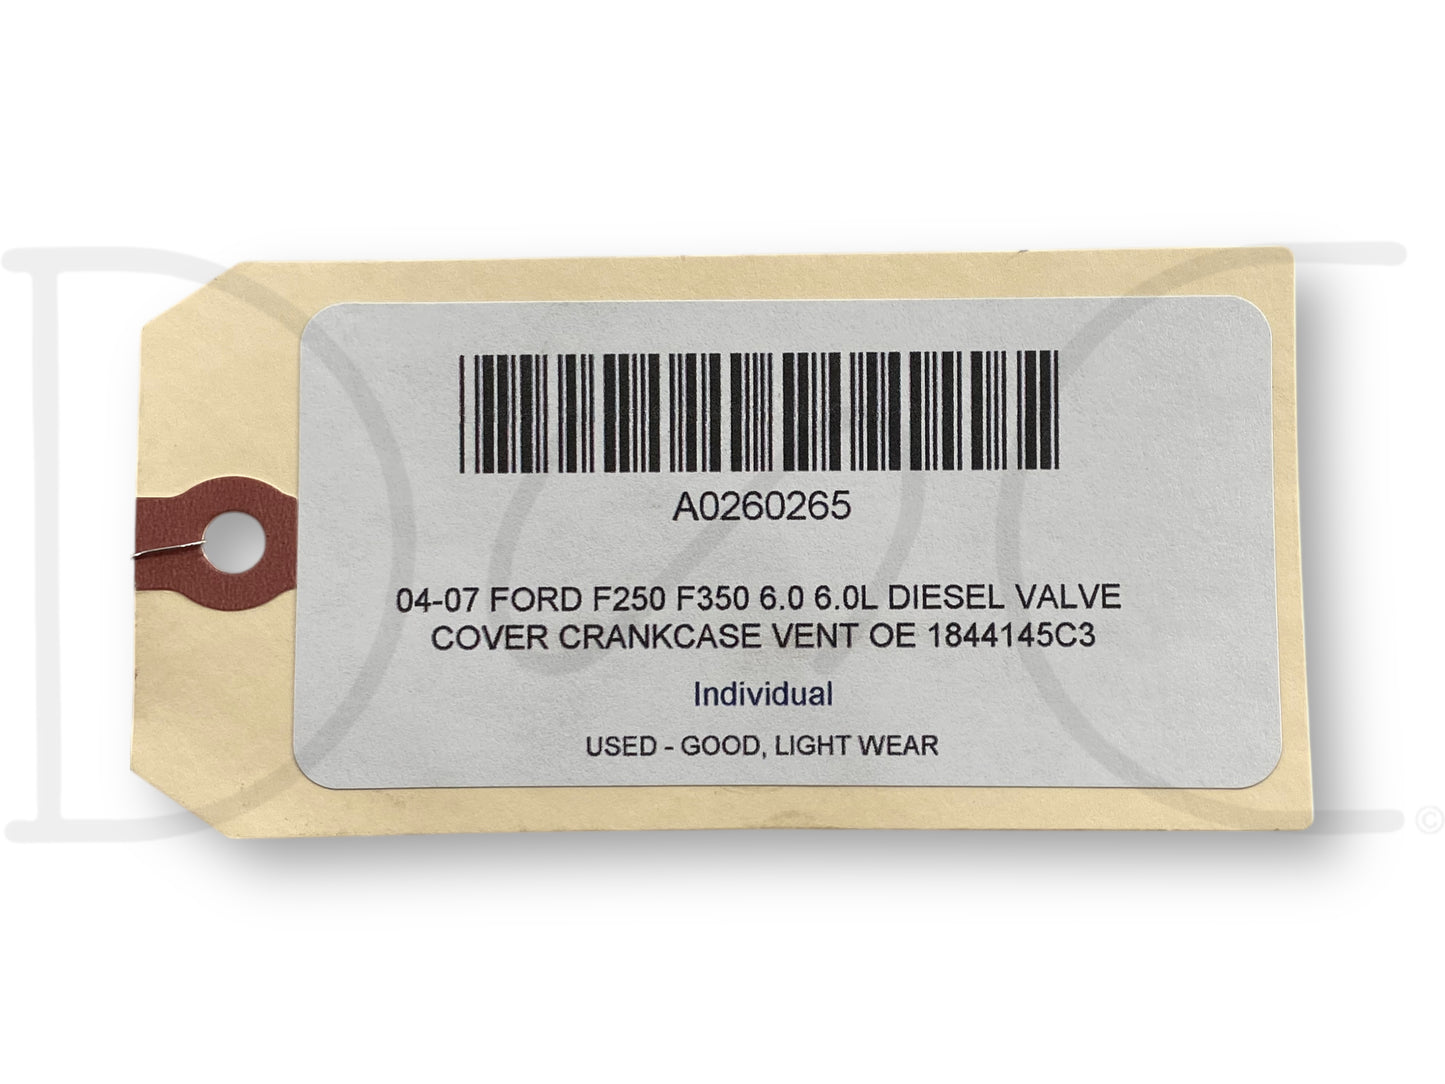 A0260265
04-07 FORD F250 F350 6.0 6.0L DIESEL VALVE
COVER CRANKCASE VENT OE 1844145C3
Individual
USED - GOOD, LIGHT WEAR
©